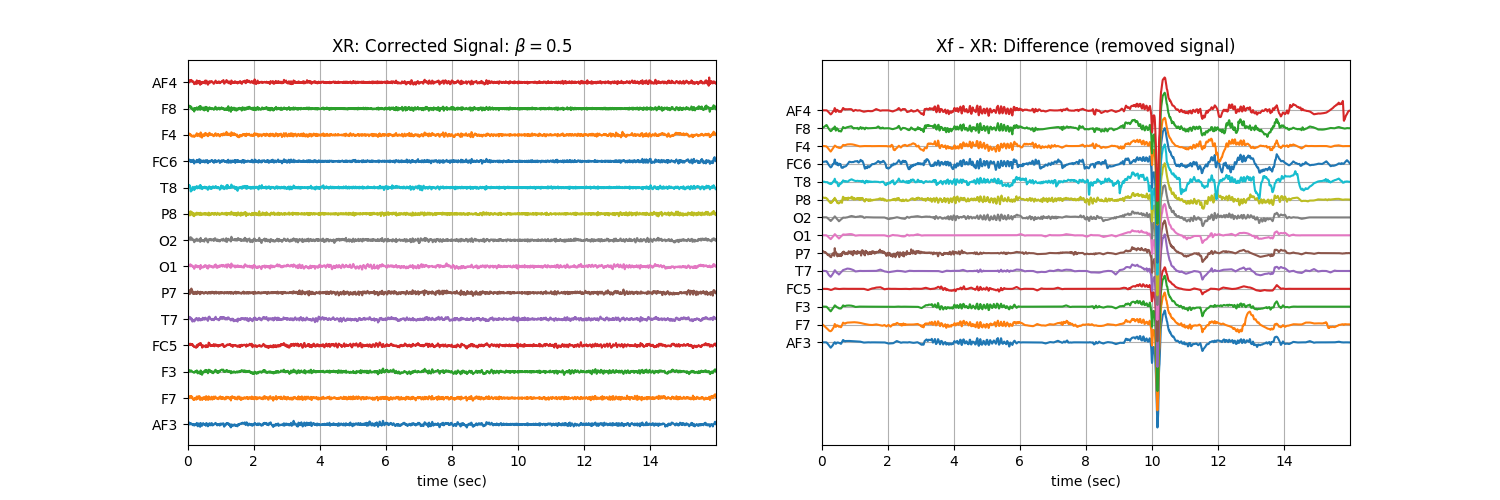 XR: Corrected Signal: β = 0.5
AF4
F8
F4
FC6
T8
P8
O2
O1
P7
T7
FC5
F3
F7
AF3
0 2 4 6 8 10 12 14
time (sec)
Xf - XR: Difference (removed signal)
AF4
F8
F4
FC6
T8
P8
O2
O1
P7
T7
FC5
F3
F7
AF3
0 2 4 6 8 10 12 14
time (sec)